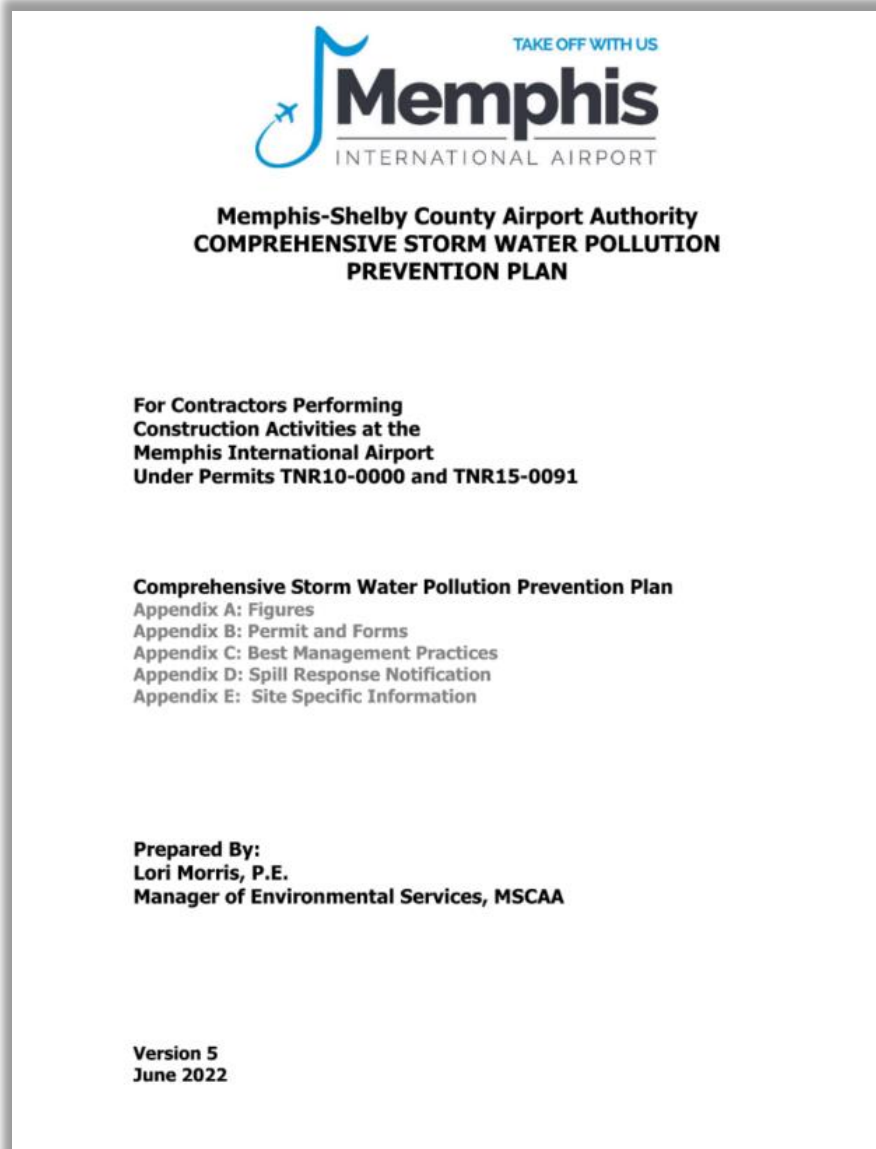 TAKE OFF WITH US
Memphis
INTERNATIONAL AIRPORT
Memphis-Shelby County Airport Authority
COMPREHENSIVE STORM WATER POLLUTION
PREVENTION PLAN
For Contractors Performing
Construction Activities at the
Memphis International Airport
Under Permits TNR10-0000 and TNR15-0091
Comprehensive Storm Water Pollution Prevention Plan
Appendix A: Figures
Appendix B: Permit and Forms
Appendix C: Best Management Practices
Appendix D: Spill Response Notification
Appendix E:  Site Specific Information
Prepared By:
Lori Morris, P.E.
Manager of Environmental Services, MSCAA
Version 5
June 2022